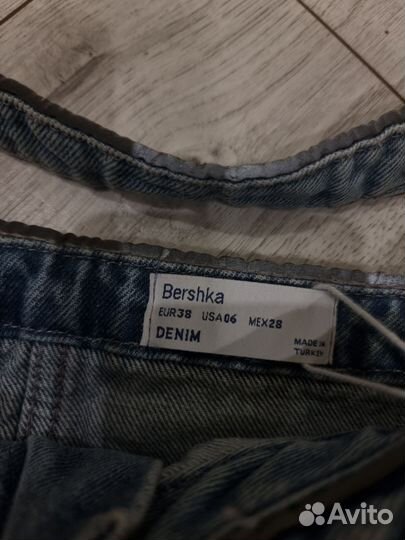 Bershka
EUR38 USA06 MEX28
DENIM
MADE IN
TURKEY
Avito